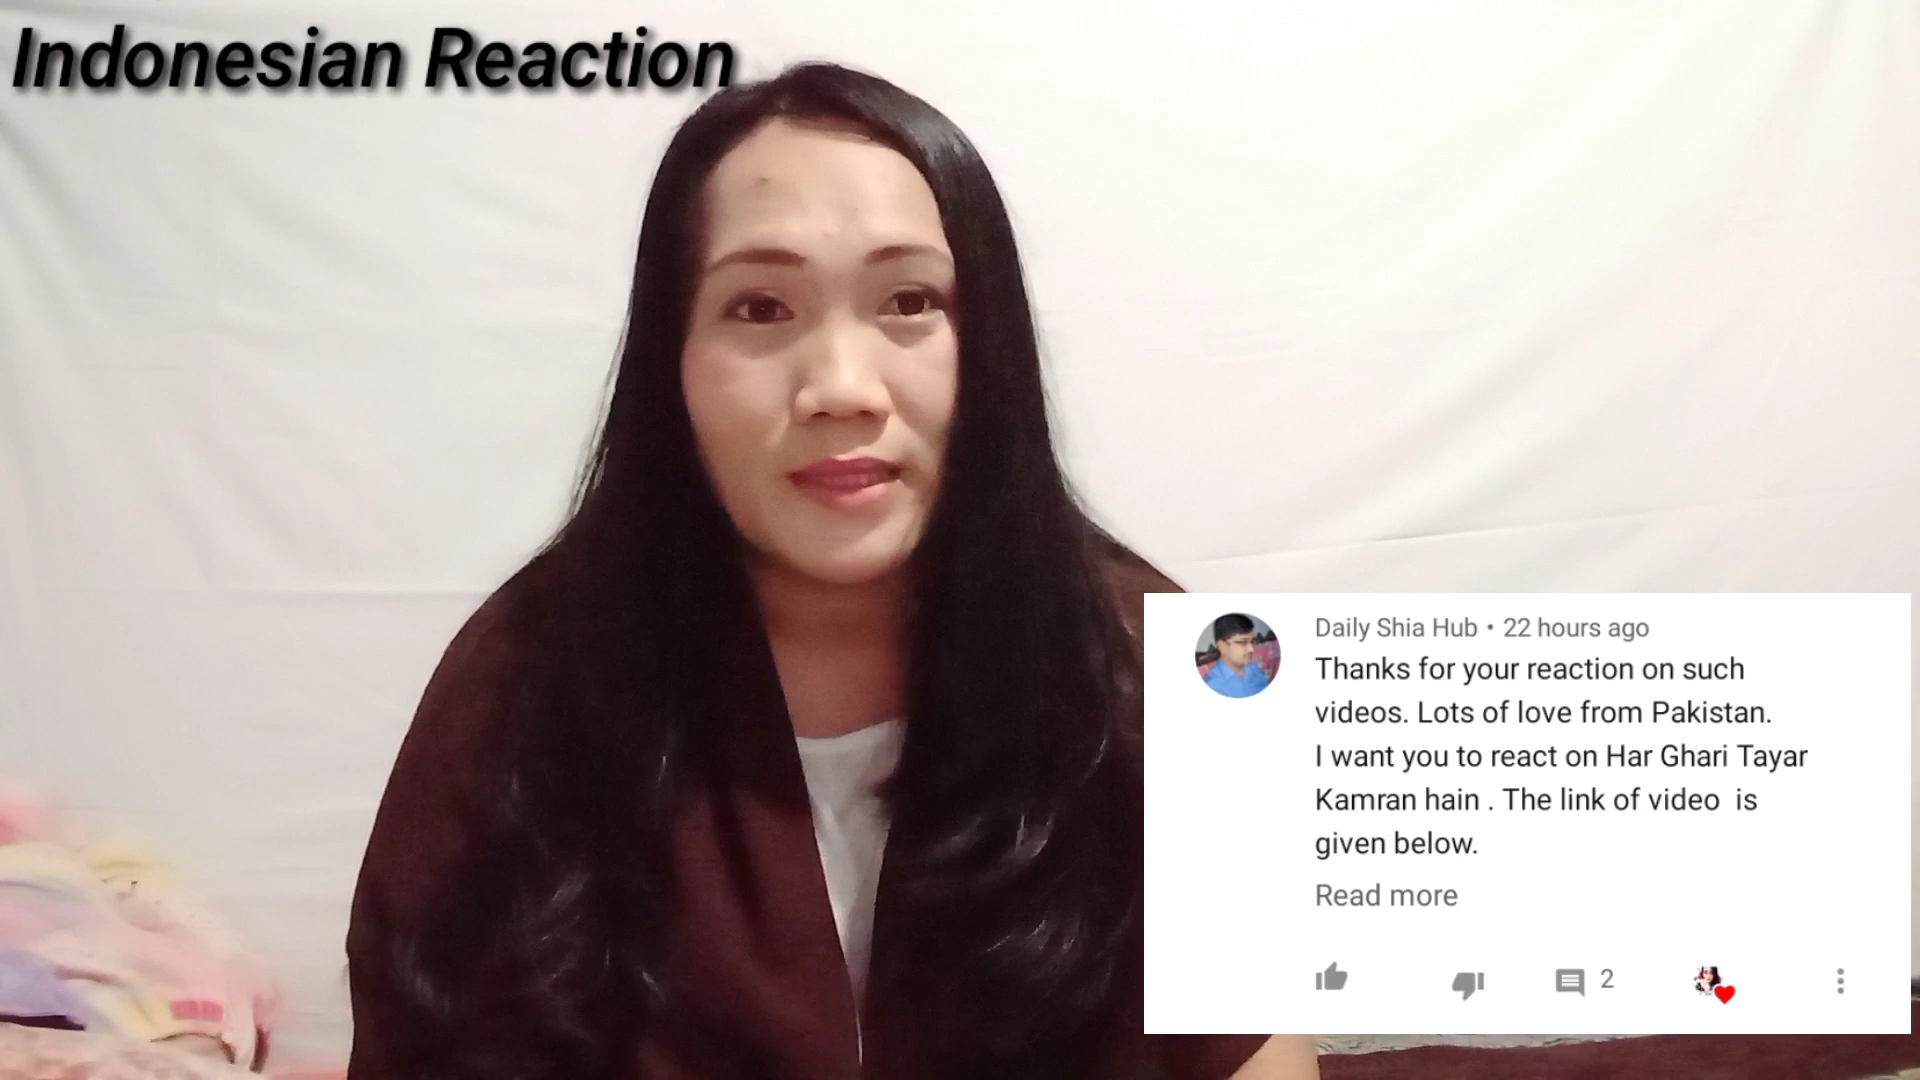 Indonesian Reaction
Daily Shia Hub • 22 hours ago
Thanks for your reaction on such
videos. Lots of love from Pakistan.
I want you to react on Har Ghari Tayar
Kamran hain . The link of video  is
given below.
Read more
2